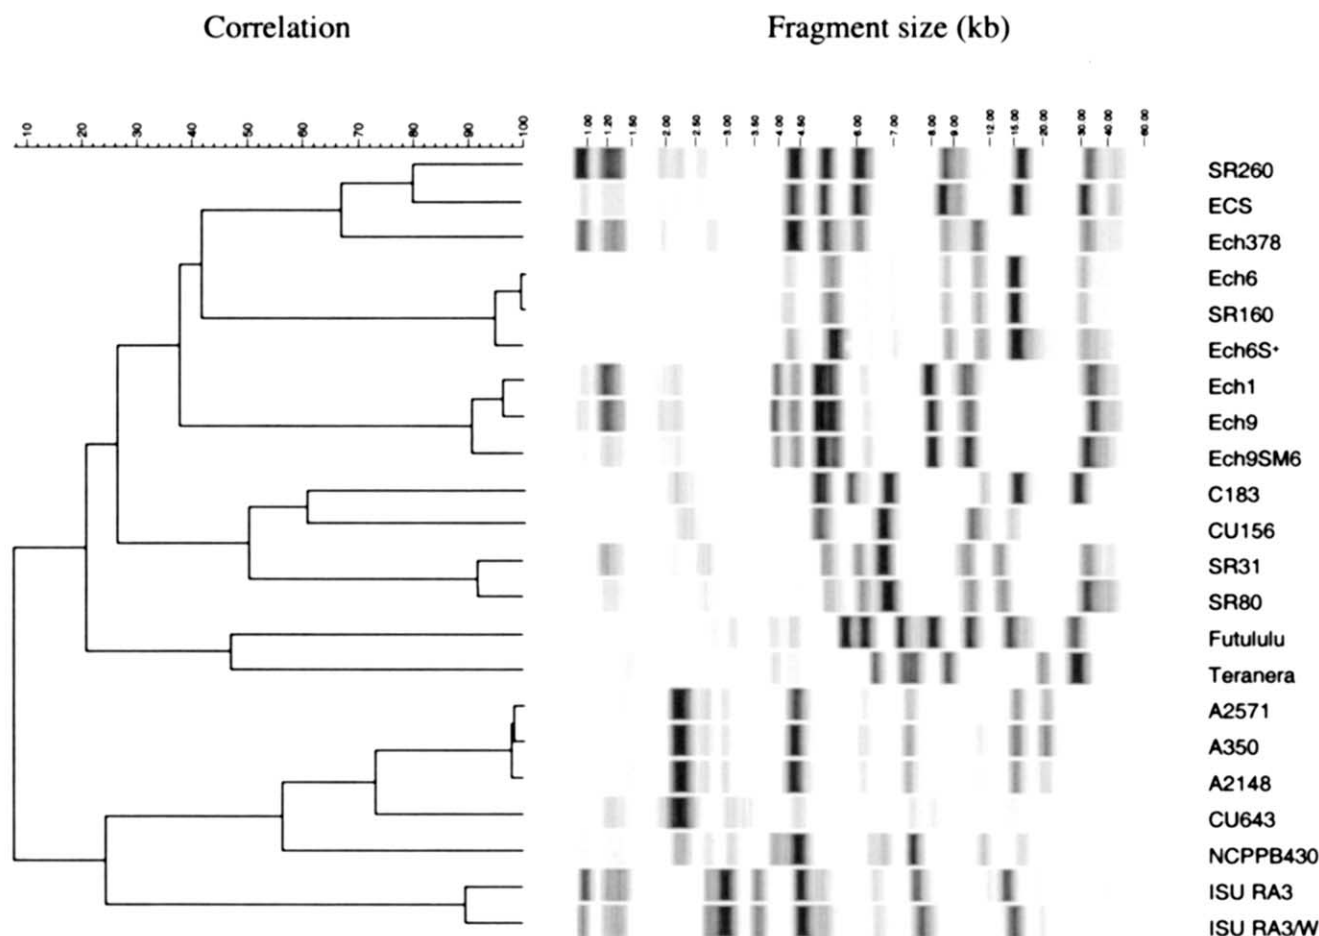 Correlation Fragment size (kb)
10 20 30 40 50 60 70 80 90 100 1.00 1.20 1.50 2.00 2.50 3.00 3.50 4.00 4.50 6.00 7.00 8.00 9.00 12.00 15.00 20.00 30.00 40.00 60.00
SR260
ECS
Ech378
Ech6
SR160
Ech6S+
Ech1
Ech9
Ech9SM6
C183
CU156
SR31
SR80
Futululu
Teranera
A2571
A350
A2148
CU643
NCPPB430
ISU RA3
ISU RA3/W